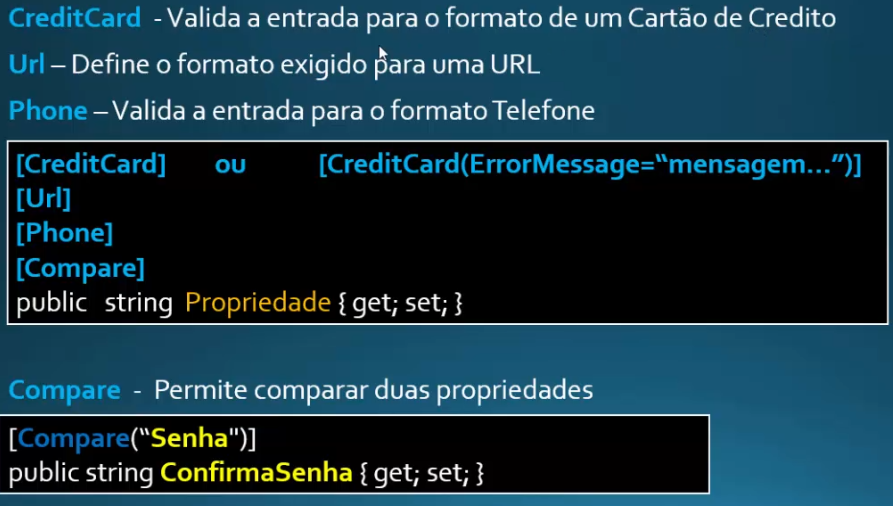 CreditCard - Valida a entrada para o formato de um Cartão de Credito
Url – Define o formato exigido para uma URL
Phone – Valida a entrada para o formato Telefone
[CreditCard] ou [CreditCard(ErrorMessage=“mensagem...”)]
[Url]
[Phone]
[Compare]
public string Propriedade { get; set; }
Compare - Permite comparar duas propriedades
[Compare(“Senha")]
public string ConfirmaSenha { get; set; }